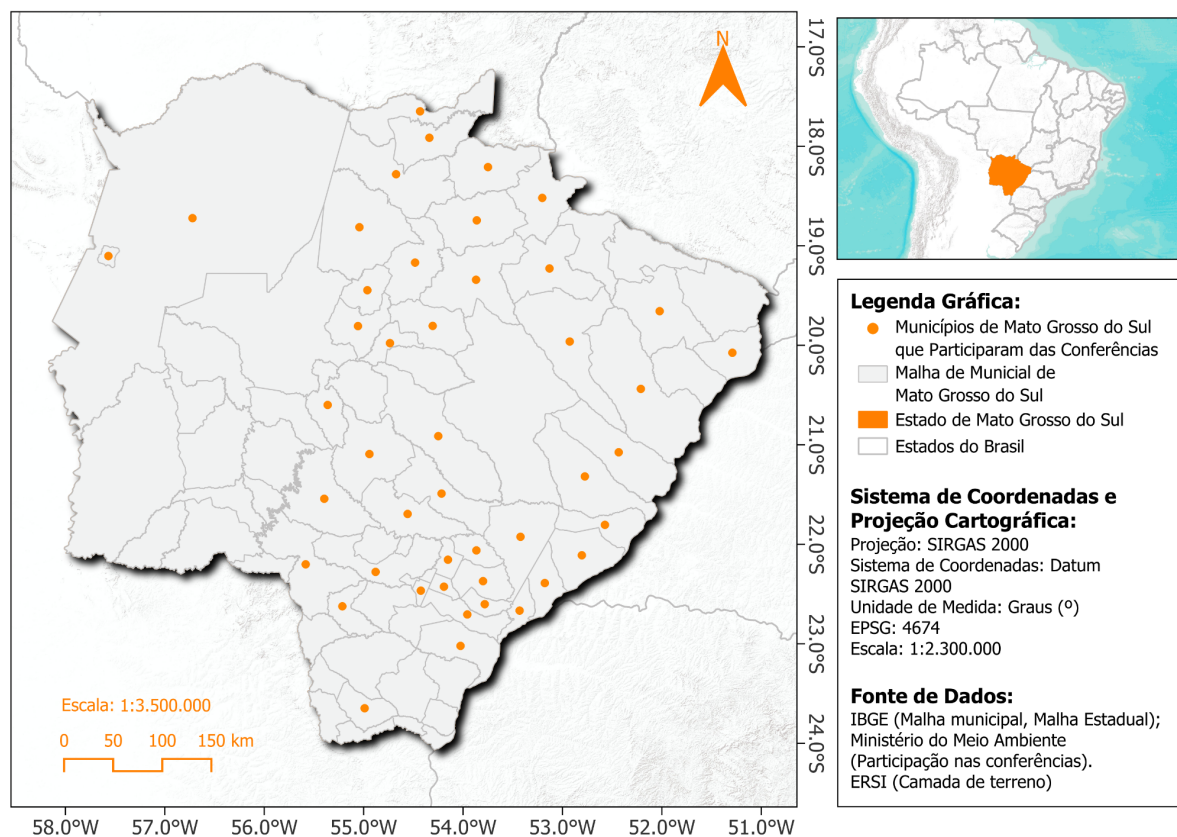 N
17.0°S
18.0°S
19.0°S
20.0°S
21.0°S
22.0°S
23.0°S
24.0°S
Escala: 1:3.500.000
0 50 100 150 km
58.0°W 57.0°W 56.0°W 55.0°W 54.0°W 53.0°W 52.0°W 51.0°W
Legenda Gráfica:
Municípios de Mato Grosso do Sul
que Participaram das Conferências
Malha de Municial de
Mato Grosso do Sul
Estado de Mato Grosso do Sul
Estados do Brasil
Sistema de Coordenadas e
Projeção Cartográfica:
Projeção: SIRGAS 2000
Sistema de Coordenadas: Datum
SIRGAS 2000
Unidade de Medida: Graus (º)
EPSG: 4674
Escala: 1:2.300.000
Fonte de Dados:
IBGE (Malha municipal, Malha Estadual);
Ministério do Meio Ambiente
(Participação nas conferências).
ERSI (Camada de terreno)